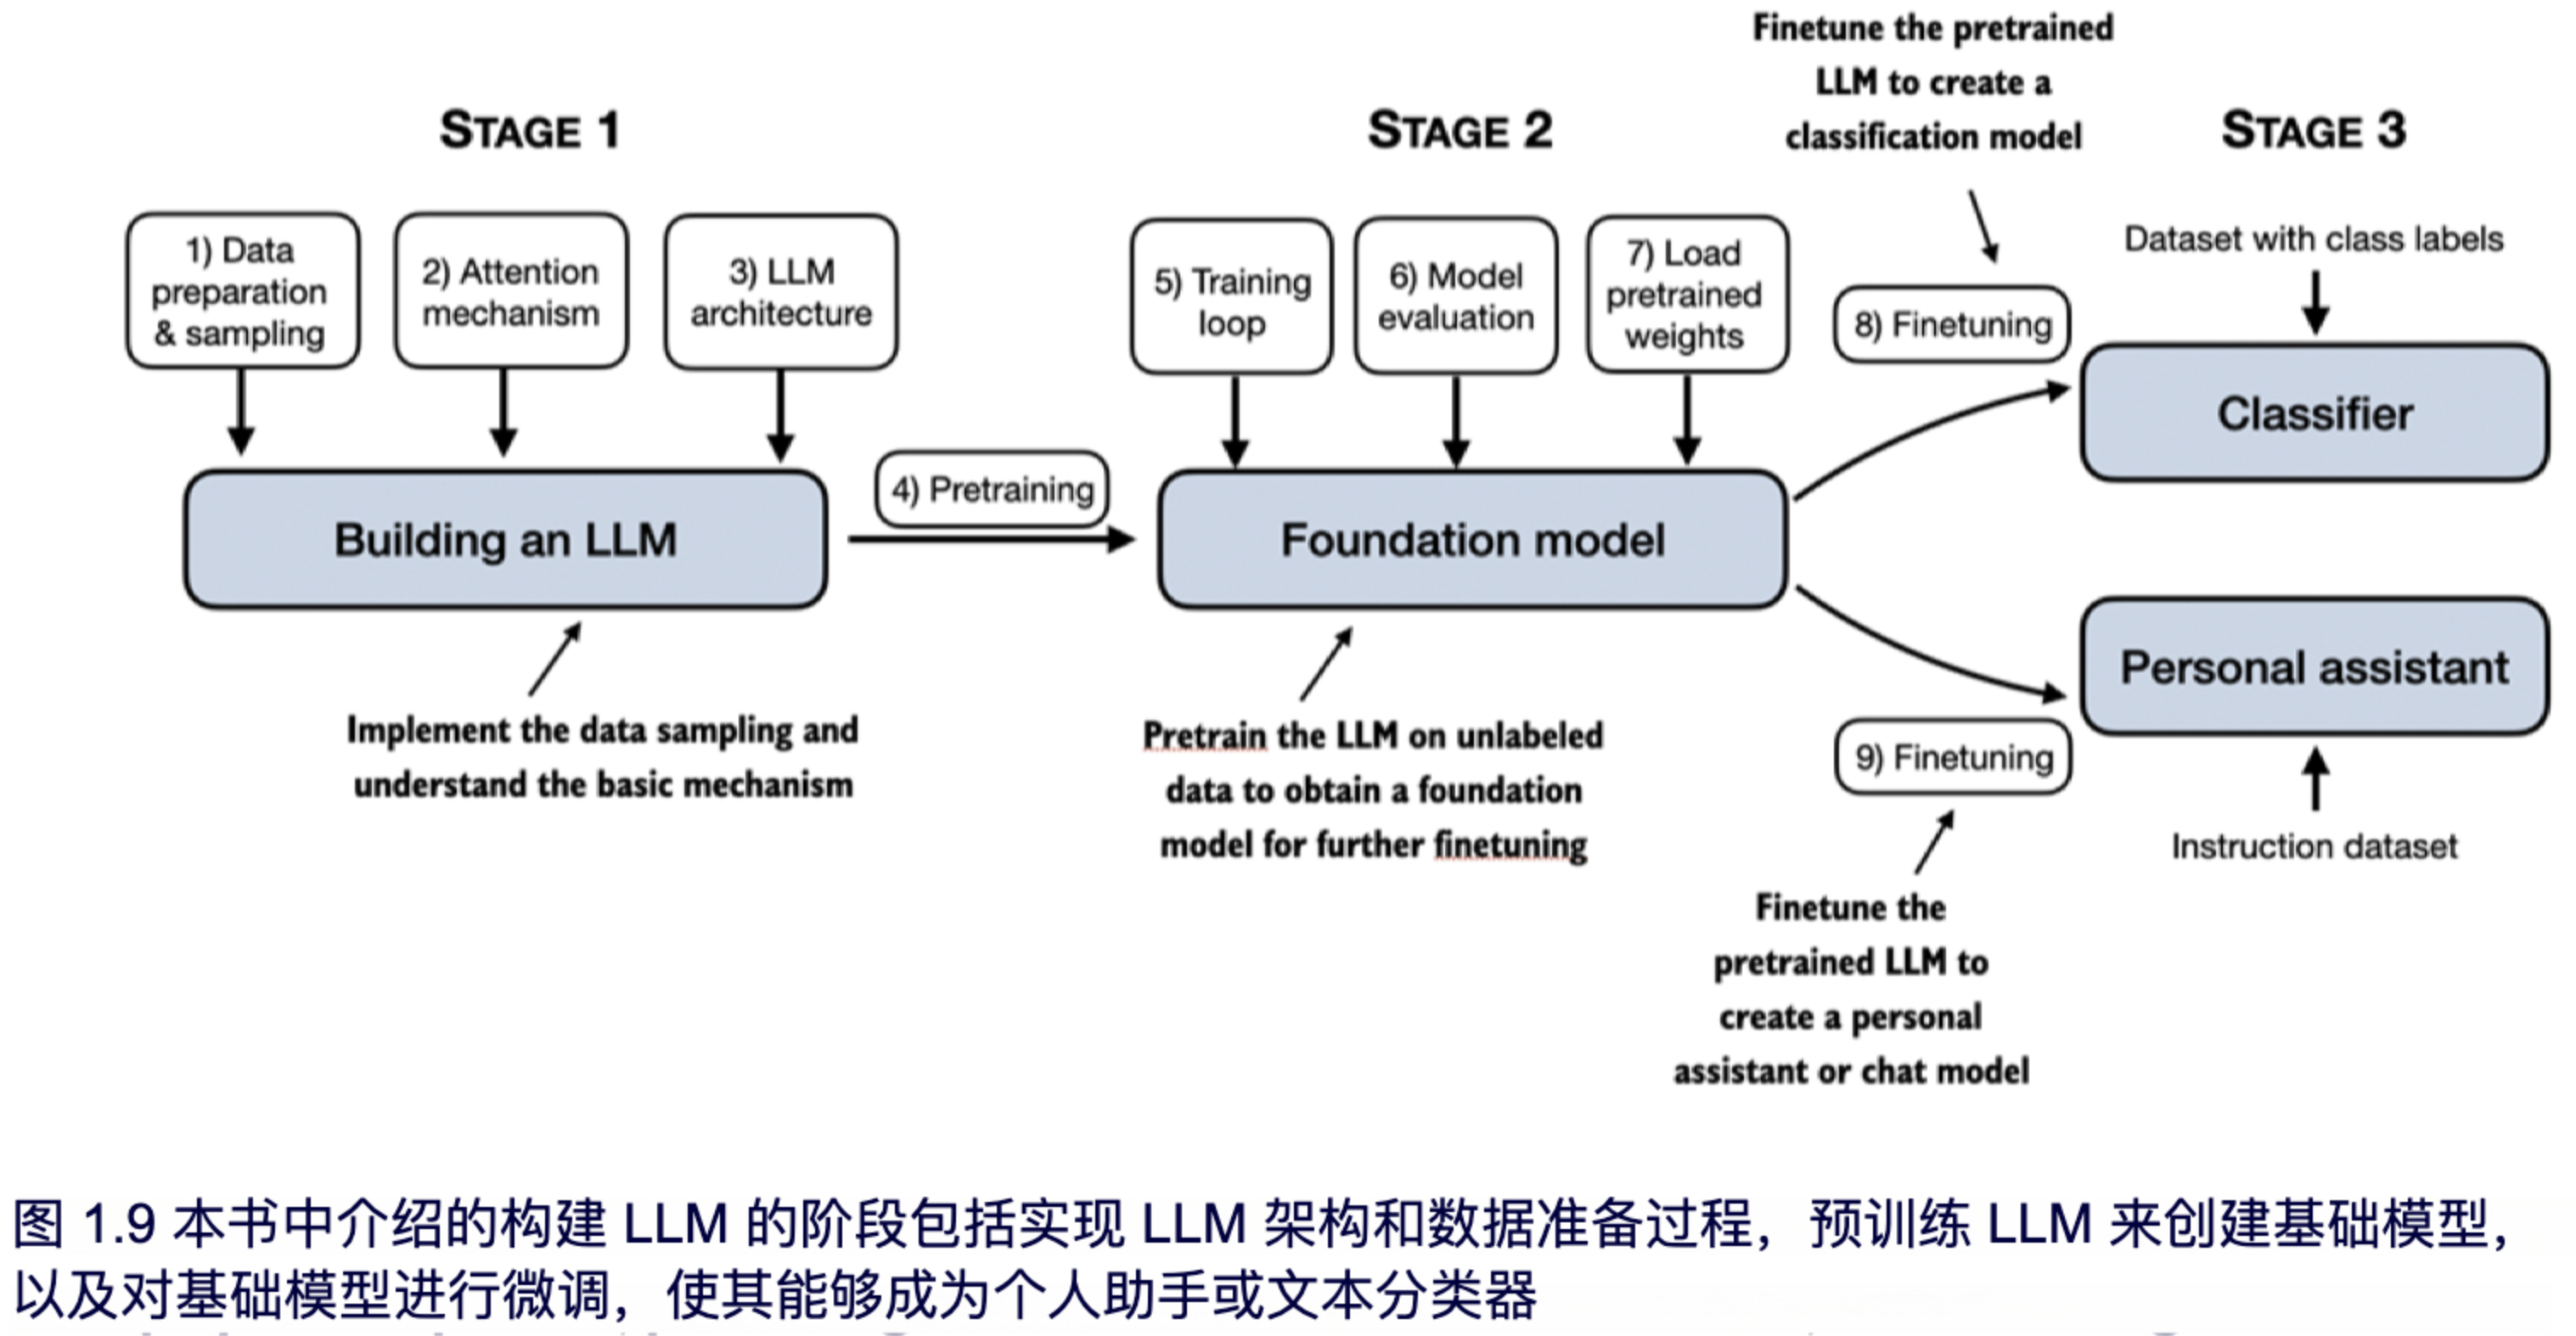 STAGE 1
1) Data
preparation
& sampling
2) Attention
mechanism
3) LLM
architecture
Building an LLM
Implement the data sampling and
understand the basic mechanism
4) Pretraining
STAGE 2
5) Training
loop
6) Model
evaluation
7) Load
pretrained
weights
Foundation model
Pretrain the LLM on unlabeled
data to obtain a foundation
model for further finetuning
Finetune the pretrained
LLM to create a
classification model
8) Finetuning
STAGE 3
Dataset with class labels
Classifier
Personal assistant
9) Finetuning
Instruction dataset
Finetune the
pretrained LLM to
create a personal
assistant or chat model
图 1.9 本书中介绍的构建 LLM 的阶段包括实现 LLM 架构和数据准备过程，预训练 LLM 来创建基础模型，
以及对基础模型进行微调，使其能够成为个人助手或文本分类器